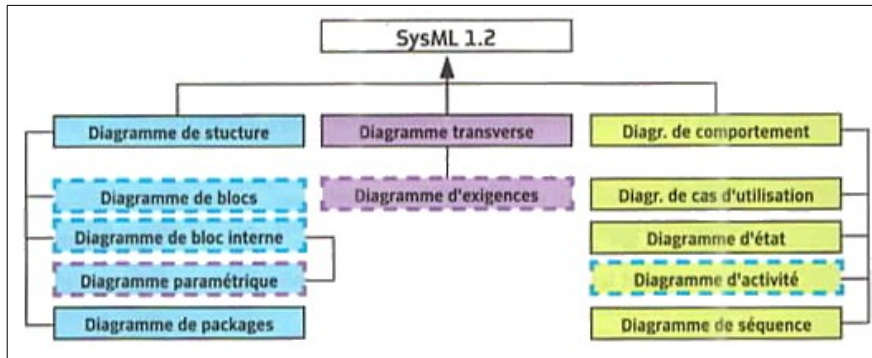 SysML 1.2
Diagramme de stucture
Diagramme transverse
Diagr. de comportement
Diagramme de blocs
Diagramme de bloc interne
Diagramme paramétrique
Diagramme de packages
Diagramme d'exigences
Diagr. de cas d'utilisation
Diagramme d'état
Diagramme d'activité
Diagramme de séquence